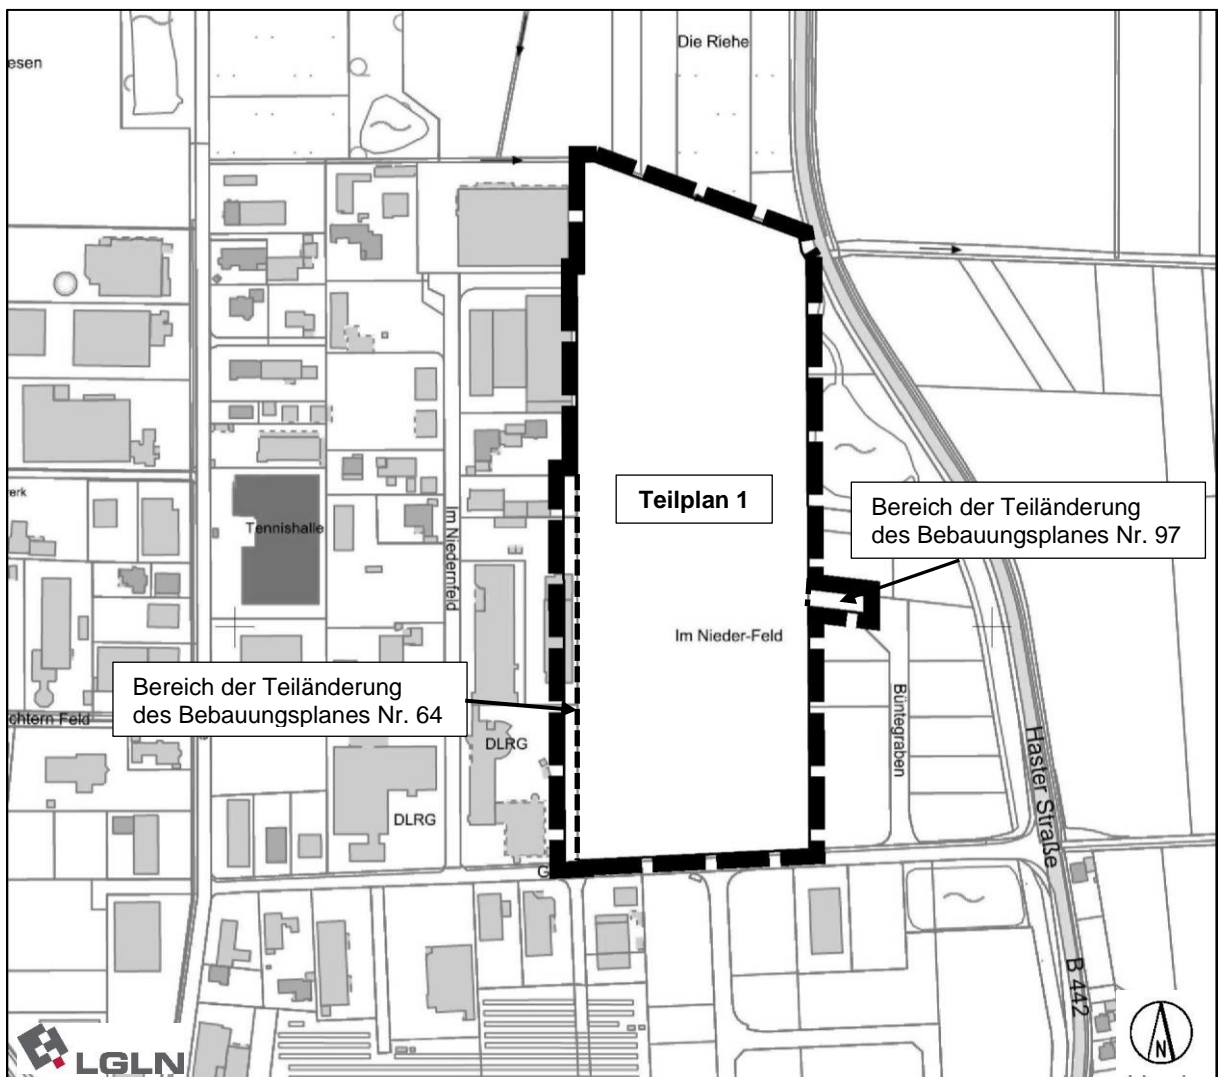 Die Riehe
esen
Teilplan 1
Bereich der Teiländerung
des Bebauungsplanes Nr. 97
erk
Tennishalle
Im Niedernfeld
Im Nieder-Feld
Bereich der Teiländerung
des Bebauungsplanes Nr. 64
chtern Feld
DLRG
Büntegraben
Haster Straße
DLRG
G
B 442
LGLN
N